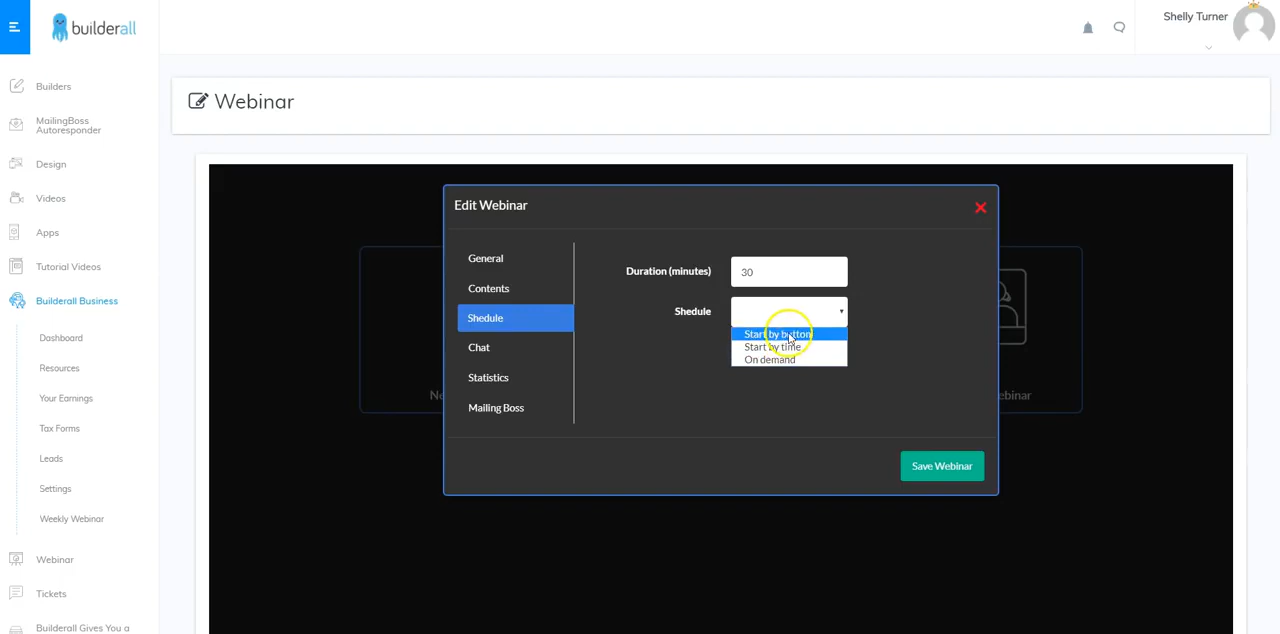 builderall
Shelly Turner
Builders
MailingBoss
Autoresponder
Design
Videos
Apps
Tutorial Videos
Builderall Business
Dashboard
Resources
Your Earnings
Tax Forms
Leads
Settings
Weekly Webinar
Webinar
Tickets
Builderall Gives You a
Webinar
Edit Webinar
General
Contents
Shedule
Chat
Statistics
Mailing Boss
Duration (minutes)
30
Shedule
Start by button
Start by time
On demand
Save Webinar
Ne
ebinar